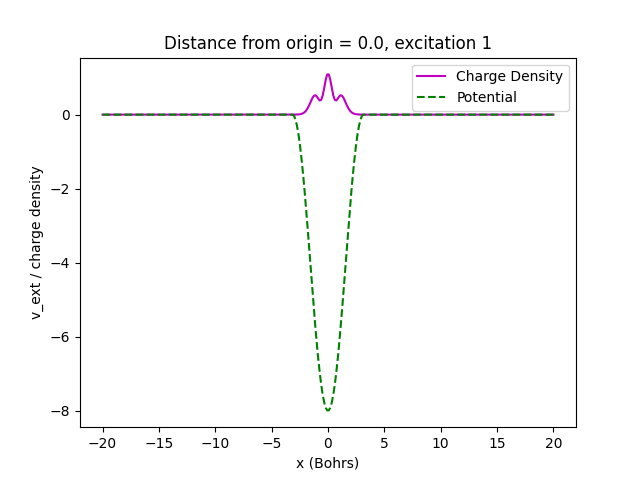 Distance from origin = 0.0, excitation 1
Charge Density
Potential
v_ext / charge density
0
−2
−4
−6
−8
−20
−15
−10
−5
0
5
10
15
20
x (Bohrs)